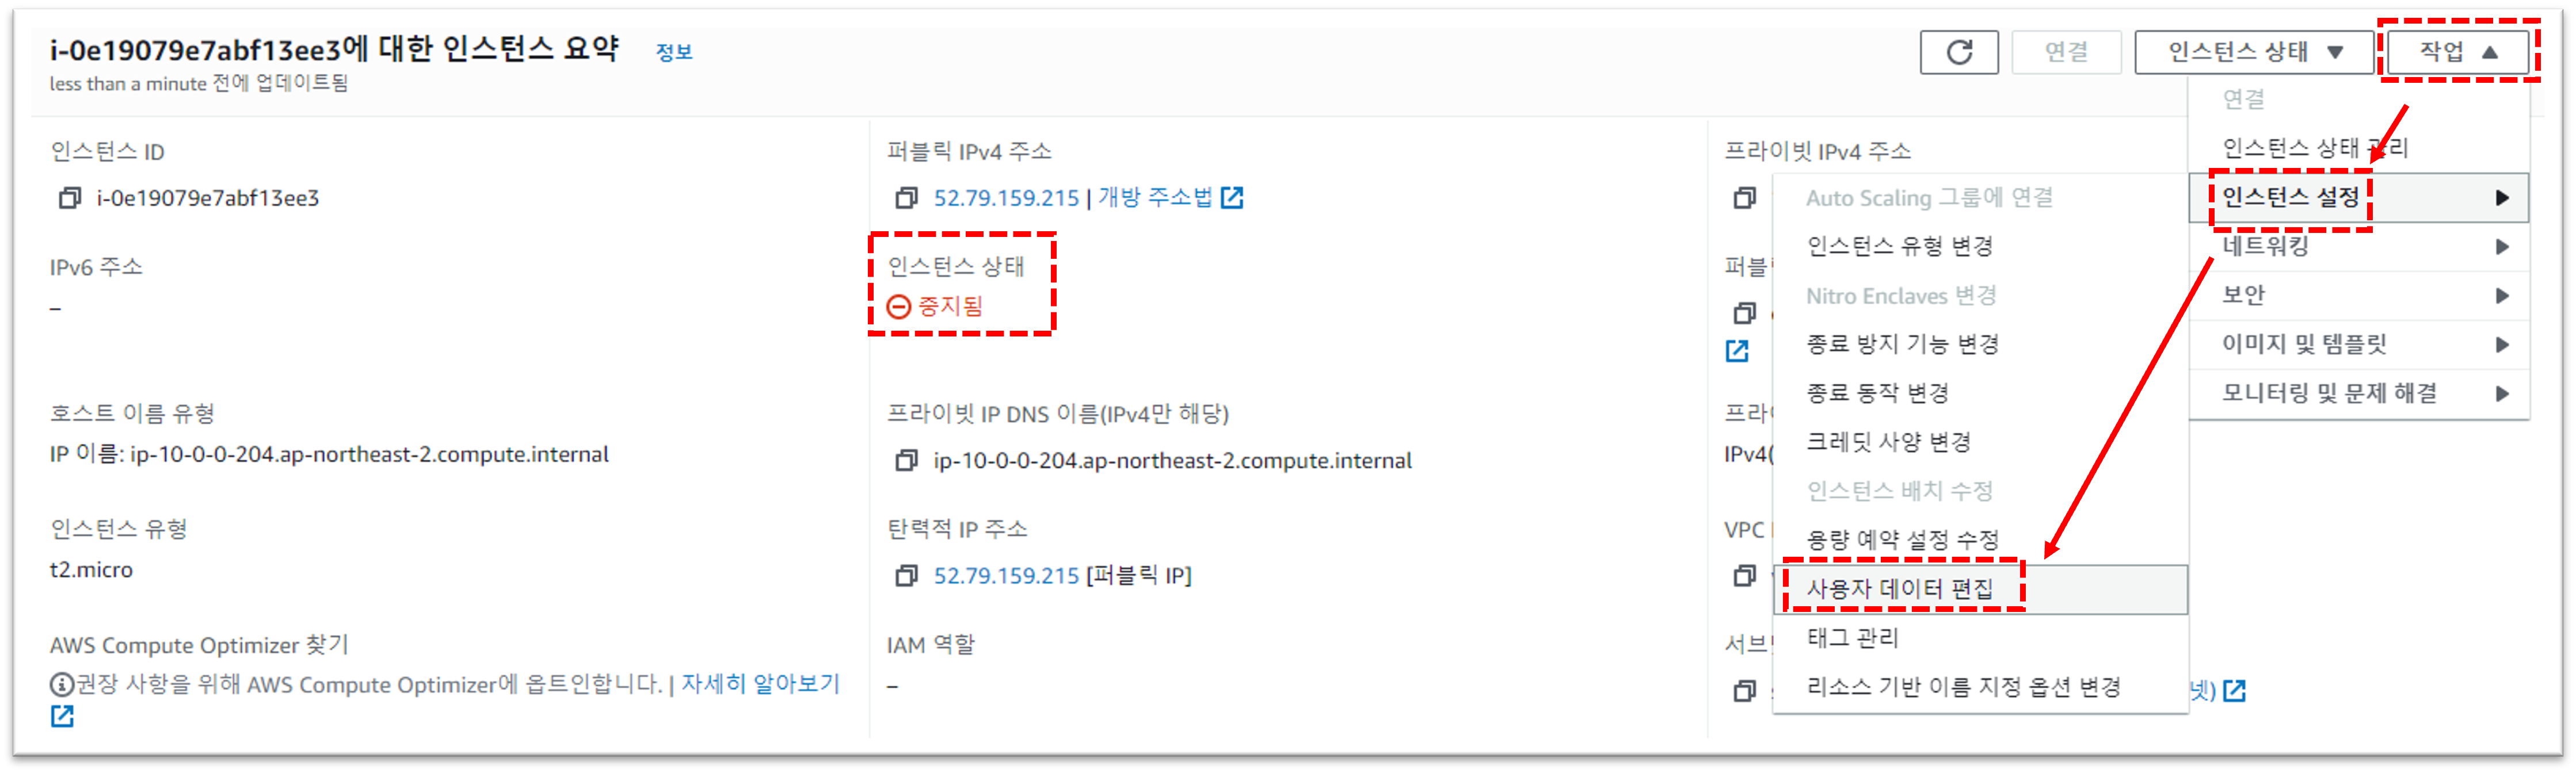 i-0e19079e7abf13ee3에 대한 인스턴스 요약 정보
less than a minute 전에 업데이트됨
연결
인스턴스 상태
작업
인스턴스 ID
i-0e19079e7abf13ee3
IPv6 주소
–
호스트 이름 유형
IP 이름: ip-10-0-0-204.ap-northeast-2.compute.internal
인스턴스 유형
t2.micro
AWS Compute Optimizer 찾기
권장 사항을 위해 AWS Compute Optimizer에 옵트인합니다. | 자세히 알아보기
퍼블릭 IPv4 주소
52.79.159.215 | 개방 주소법
인스턴스 상태
중지됨
프라이빗 IP DNS 이름(IPv4만 해당)
ip-10-0-0-204.ap-northeast-2.compute.internal
탄력적 IP 주소
52.79.159.215 [퍼블릭 IP]
IAM 역할
–
프라이빗 IPv4 주소
퍼블릭
IPv4(
VPC
넷)
연결
인스턴스 상태 관리
인스턴스 설정
네트워킹
보안
이미지 및 템플릿
모니터링 및 문제 해결
Auto Scaling 그룹에 연결
인스턴스 유형 변경
Nitro Enclaves 변경
종료 방지 기능 변경
종료 동작 변경
크레딧 사양 변경
인스턴스 배치 수정
용량 예약 설정 수정
사용자 데이터 편집
태그 관리
리소스 기반 이름 지정 옵션 변경